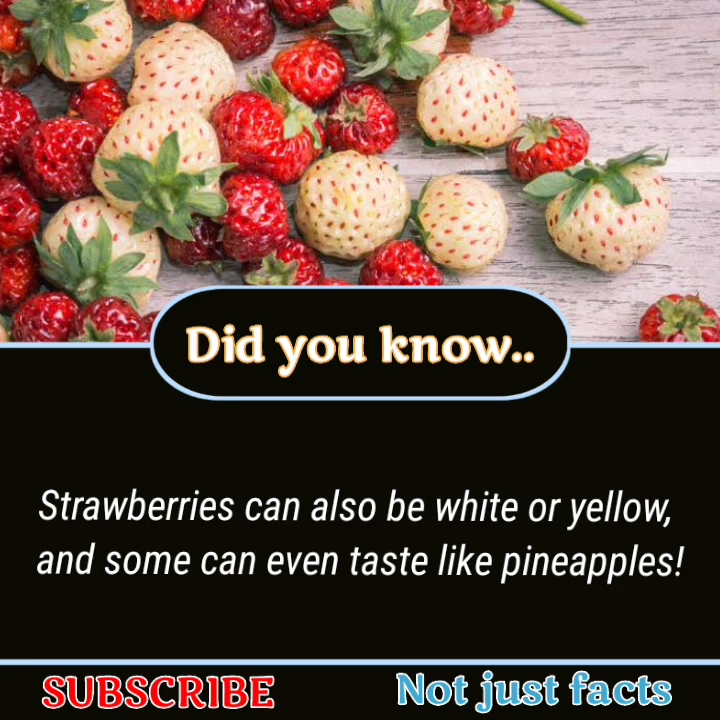 Did you know..
Strawberries can also be white or yellow,
and some can even taste like pineapples!
SUBSCRIBE
Not just facts